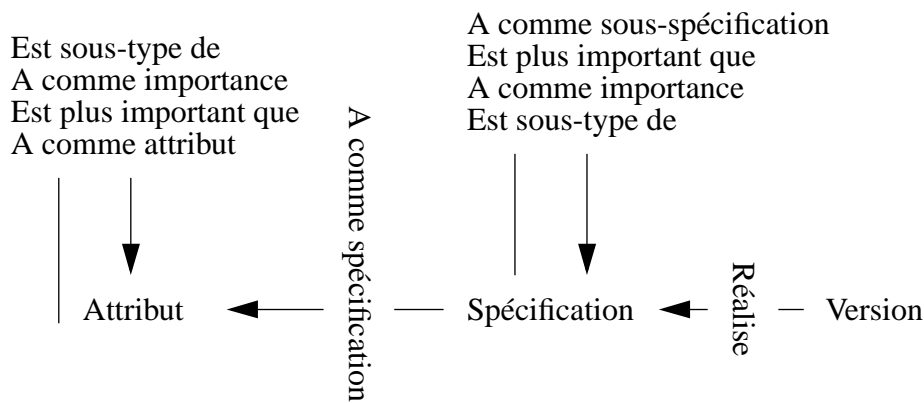 Est sous-type de
A comme importance
Est plus important que
A comme attribut
A comme sous-spécification
Est plus important que
A comme importance
Est sous-type de
Attribut
A comme spécification
Spécification
Réalise
Version